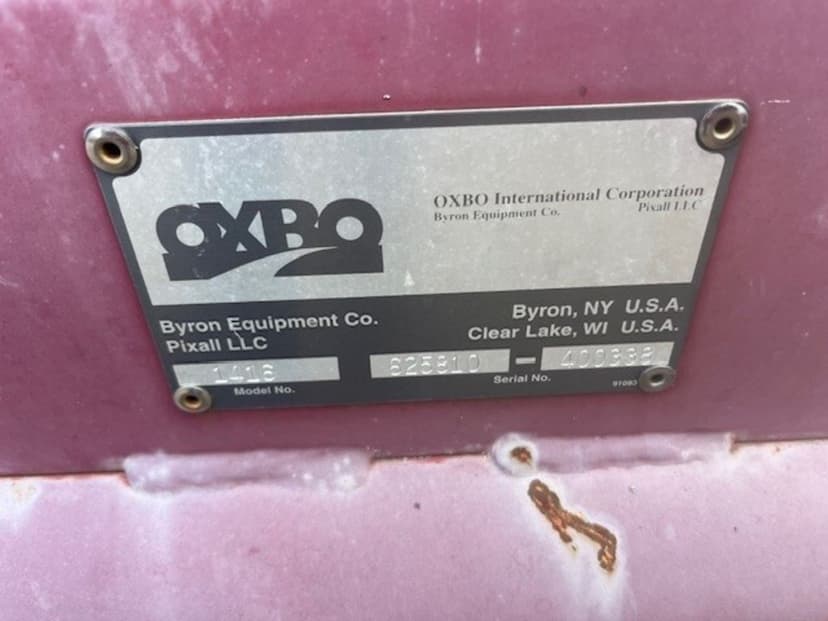 OXBO
OXBO International Corporation
Byron Equipment Co. Pixall LLC
Byron Equipment Co.
Pixall LLC
Byron, NY U.S.A.
Clear Lake, WI U.S.A.
1416
Model No.
625810 - 400338
Serial No.